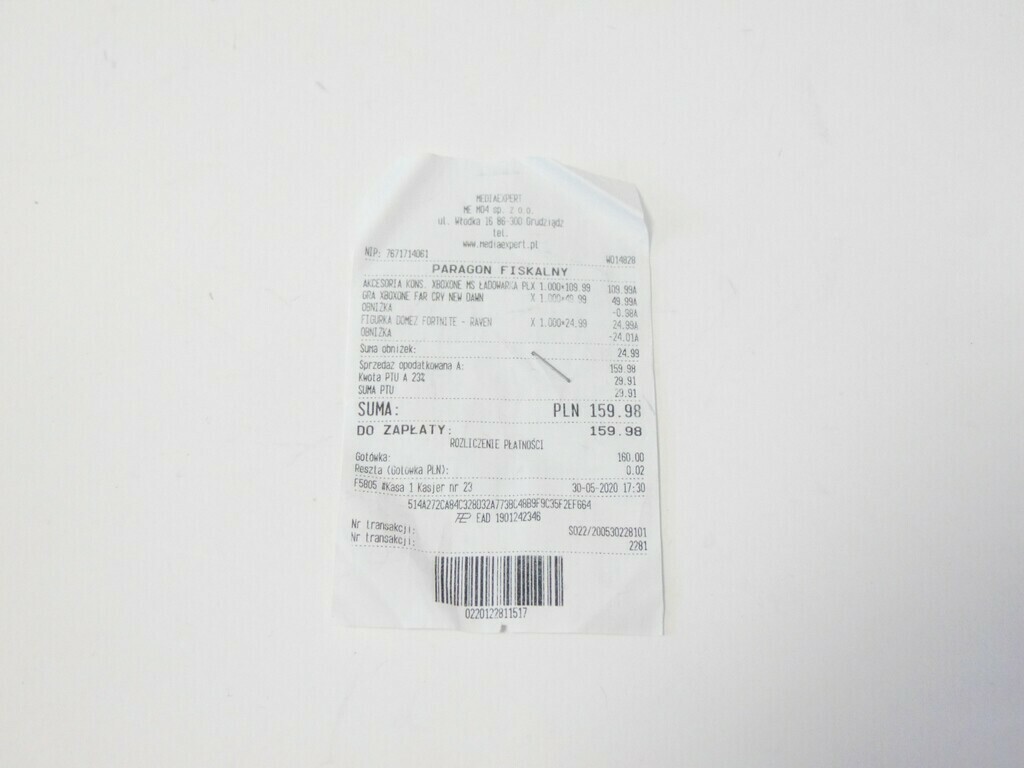 MEDIAEXPERT
ME M04 sp. z o.o.
ul. Włodka 16 86-300 Grudziądz
tel.
www.mediaexpert.pl
NIP: 7671714061 W014828
PARAGON FISKALNY
AKCESORIA KONS. XBOXONE MS ŁADOWARKA PLX 1.000*109.99 109.99A
GRA XBOXONE FAR CRY NEW DAWN X 1.000*49.99 49.99A
OBNIŻKA -0.98A
FIGURKA DOMEZ FORTNITE - RAVEN X 1.000*24.99 24.99A
OBNIŻKA -24.01A
Suma obniżek: 24.99
Sprzedaż opodatkowana A: 159.98
Kwota PTU A 23% 29.91
SUMA PTU 29.91
SUMA: PLN 159.98
DO ZAPŁATY: 159.98
ROZLICZENIE PŁATNOŚCI
Gotówka: 160.00
Reszta (Gotówka PLN): 0.02
F5805 #Kasa 1 Kasjer nr 23 30-05-2020 17:30
EAD 1901242346
Nr transakcji: S022/200530228101
Nr transakcji: 2281
0220122811517